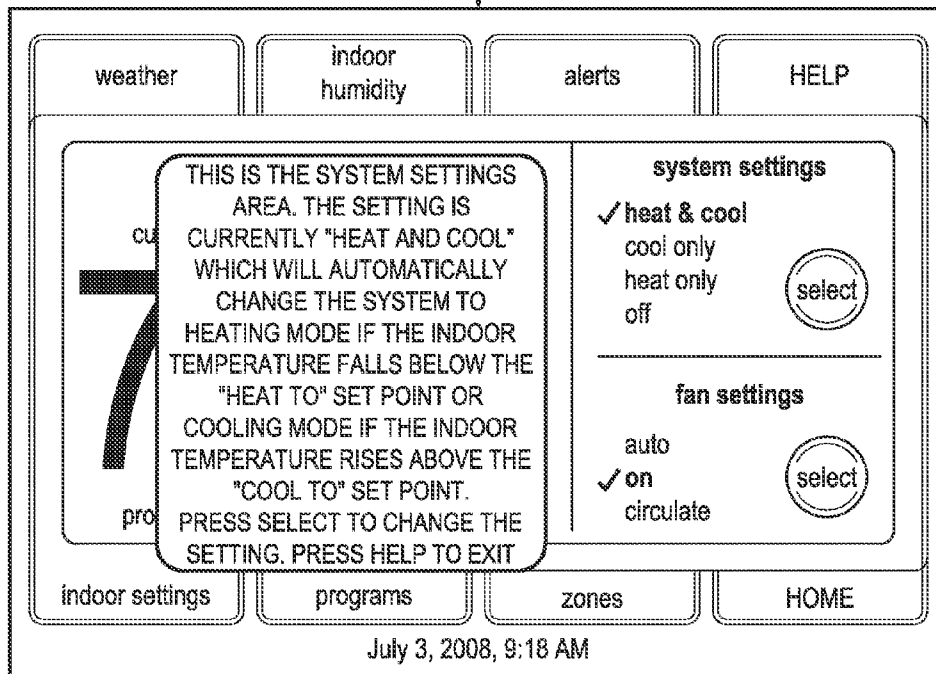 weather
indoor
humidity
alerts
HELP
cu
7
pro
THIS IS THE SYSTEM SETTINGS
AREA. THE SETTING IS
CURRENTLY "HEAT AND COOL"
WHICH WILL AUTOMATICALLY
CHANGE THE SYSTEM TO
HEATING MODE IF THE INDOOR
TEMPERATURE FALLS BELOW THE
"HEAT TO" SET POINT OR
COOLING MODE IF THE INDOOR
TEMPERATURE RISES ABOVE THE
"COOL TO" SET POINT.
PRESS SELECT TO CHANGE THE
SETTING. PRESS HELP TO EXIT
system settings
✓ heat & cool
cool only
heat only
off
select
fan settings
auto
✓ on
circulate
select
indoor settings
programs
zones
HOME
July 3, 2008, 9:18 AM